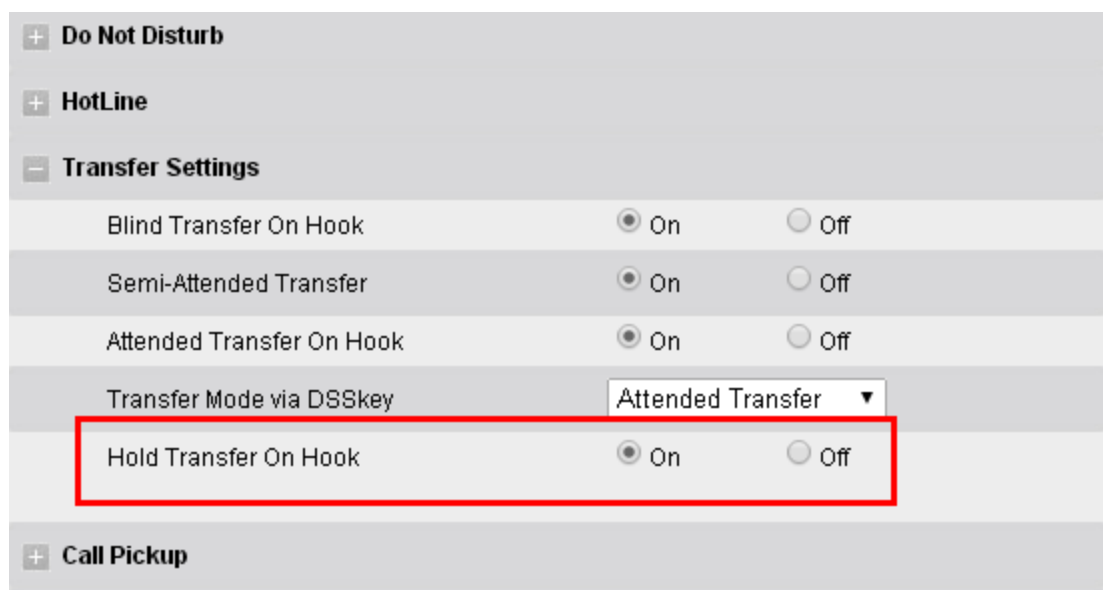 Do Not Disturb
HotLine
Transfer Settings
Blind Transfer On Hook On Off
Semi-Attended Transfer On Off
Attended Transfer On Hook On Off
Transfer Mode via DSSkey Attended Transfer
Hold Transfer On Hook On Off
Call Pickup